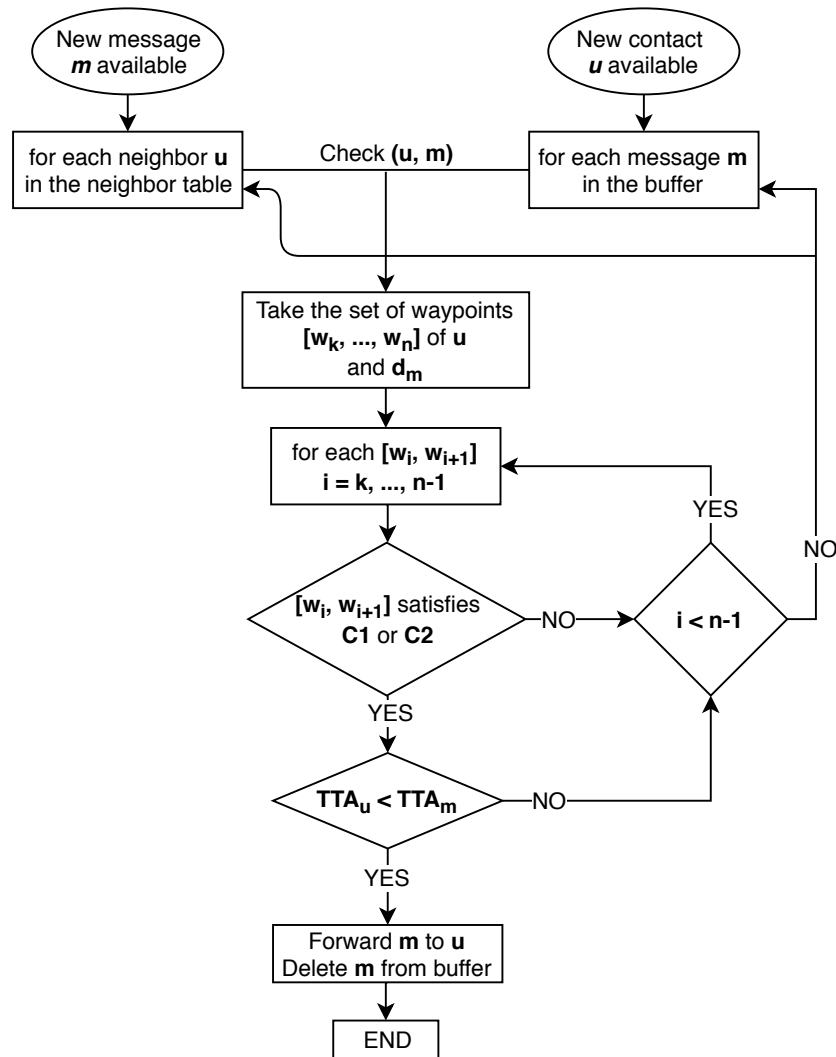 New message
m available
New contact
u available
for each neighbor u
in the neighbor table
Check (u, m)
for each message m
in the buffer
Take the set of waypoints
[wk, ..., wn] of u
and dm
for each [wi, wi+1]
i = k, ..., n-1
YES
NO
[wi, wi+1] satisfies
C1 or C2
NO
i < n-1
YES
TTAu < TTAm
NO
YES
Forward m to u
Delete m from buffer
END